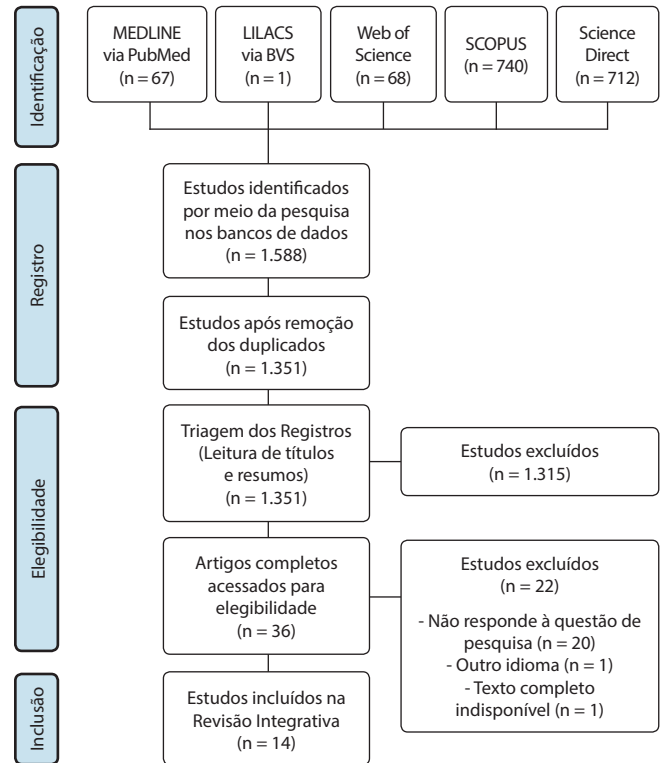 Identificação
MEDLINE
via PubMed
(n = 67)
LILACS
via BVS
(n = 1)
Web of
Science
(n = 68)
SCOPUS
(n = 740)
Science
Direct
(n = 712)
Registro
Estudos identificados
por meio da pesquisa
nos bancos de dados
(n = 1.588)
Estudos após remoção
dos duplicados
(n = 1.351)
Elegibilidade
Triagem dos Registros
(Leitura de títulos
e resumos)
(n = 1.351)
Estudos excluídos
(n = 1.315)
Artigos completos
acessados para
elegibilidade
(n = 36)
Estudos excluídos
(n = 22)
- Não responde à questão de
pesquisa (n = 20)
- Outro idioma (n = 1)
- Texto completo
indisponível (n = 1)
Inclusão
Estudos incluídos na
Revisão Integrativa
(n = 14)